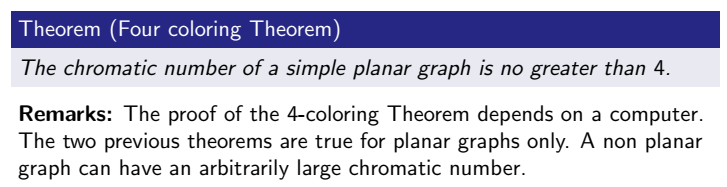 Theorem (Four coloring Theorem)
The chromatic number of a simple planar graph is no greater than 4.
Remarks: The proof of the 4-coloring Theorem depends on a computer.
The two previous theorems are true for planar graphs only. A non planar
graph can have an arbitrarily large chromatic number.